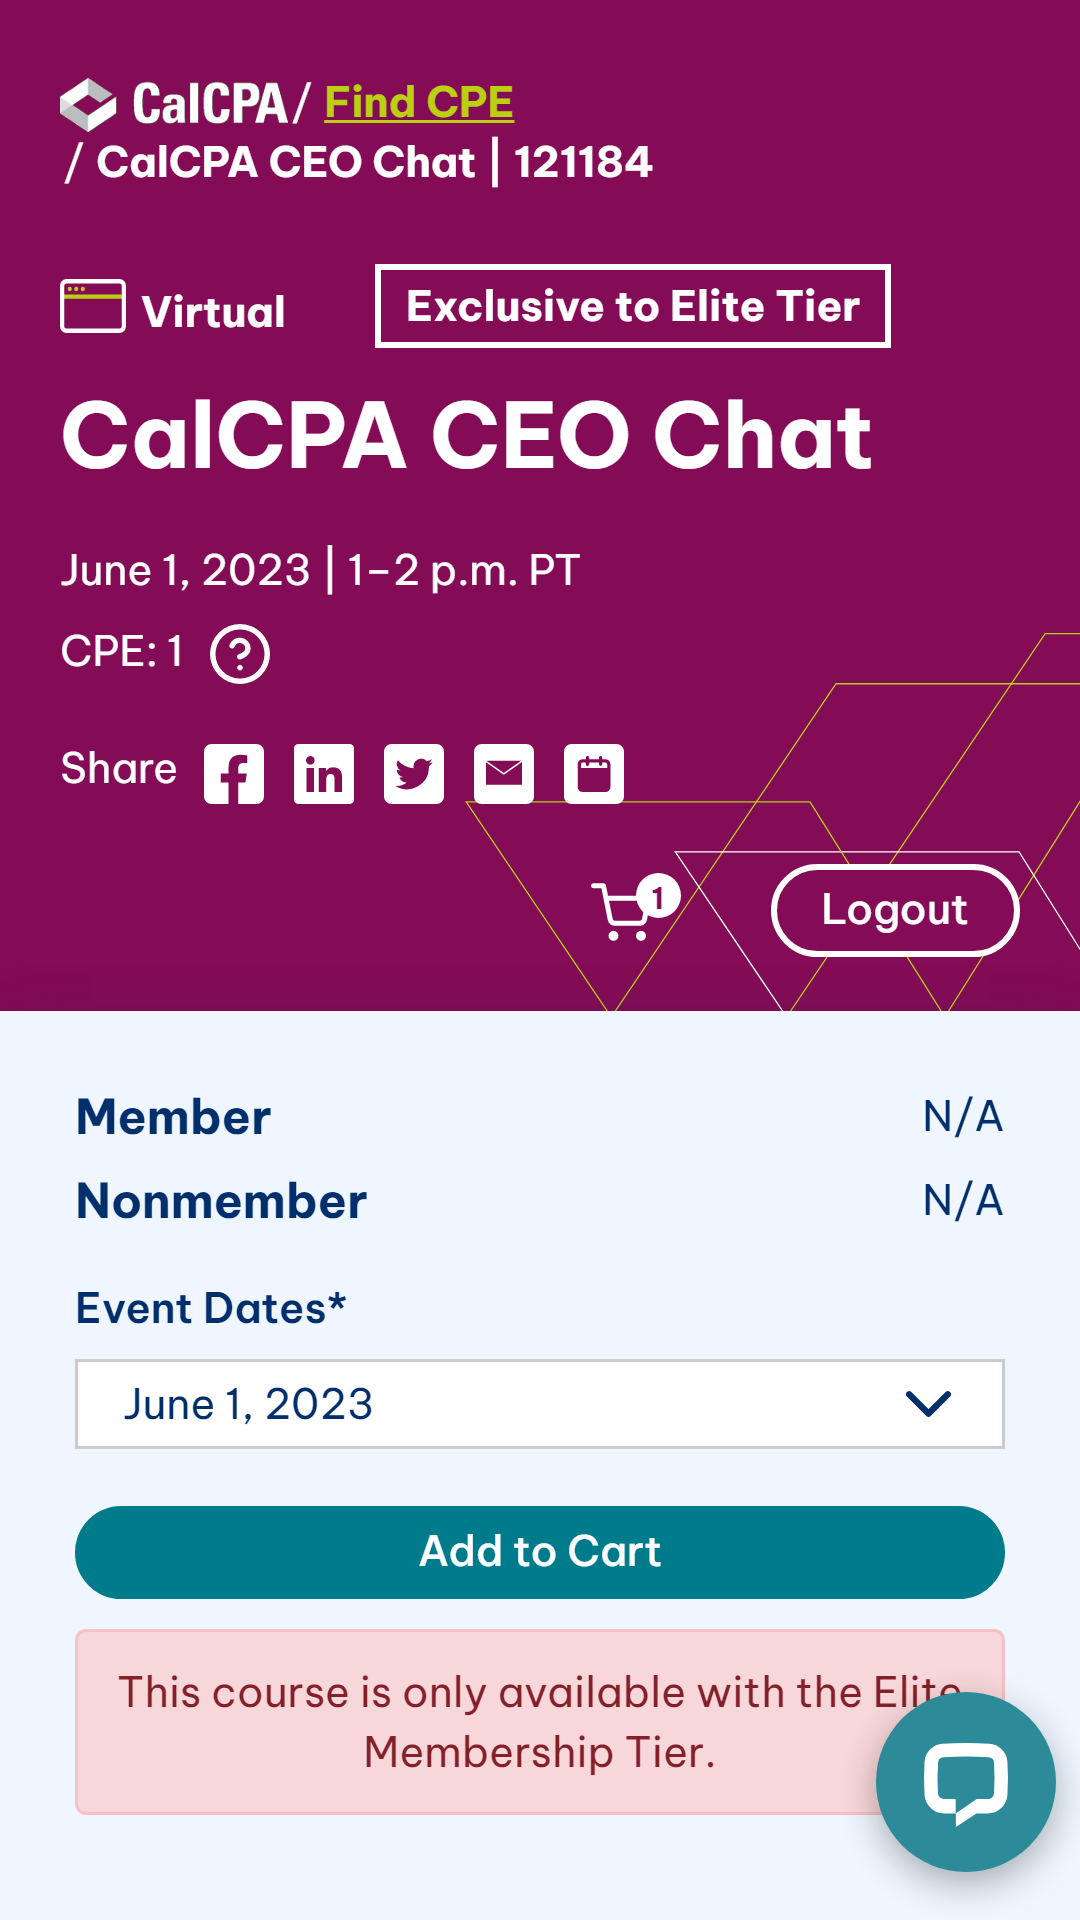 CalCPA / Find CPE
/ CalCPA CEO Chat | 121184
Virtual
Exclusive to Elite Tier
CalCPA CEO Chat
June 1, 2023 | 1–2 p.m. PT
CPE: 1 ?
Share
1
Logout
Member N/A
Nonmember N/A
Event Dates*
June 1, 2023
Add to Cart
This course is only available with the Elite
Membership Tier.